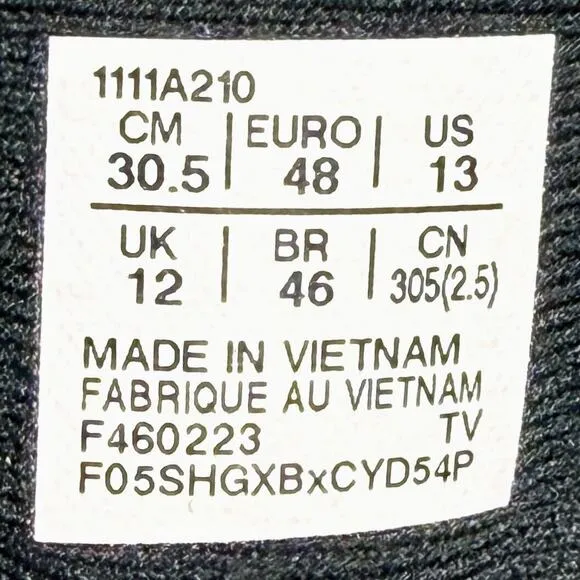 1111A210
CM | EURO | US
30.5 | 48 | 13
UK | BR | CN
12 | 46 | 305(2.5)
MADE IN VIETNAM
FABRIQUE AU VIETNAM
F460223 TV
F05SHGXBxCYD54P